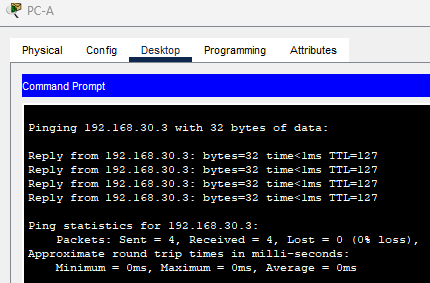 PC-A
Physical Config Desktop Programming Attributes
Command Prompt
Pinging 192.168.30.3 with 32 bytes of data:
Reply from 192.168.30.3: bytes=32 time<1ms TTL=127
Reply from 192.168.30.3: bytes=32 time<1ms TTL=127
Reply from 192.168.30.3: bytes=32 time<1ms TTL=127
Reply from 192.168.30.3: bytes=32 time<1ms TTL=127
Ping statistics for 192.168.30.3:
Packets: Sent = 4, Received = 4, Lost = 0 (0% loss),
Approximate round trip times in milli-seconds:
Minimum = 0ms, Maximum = 0ms, Average = 0ms